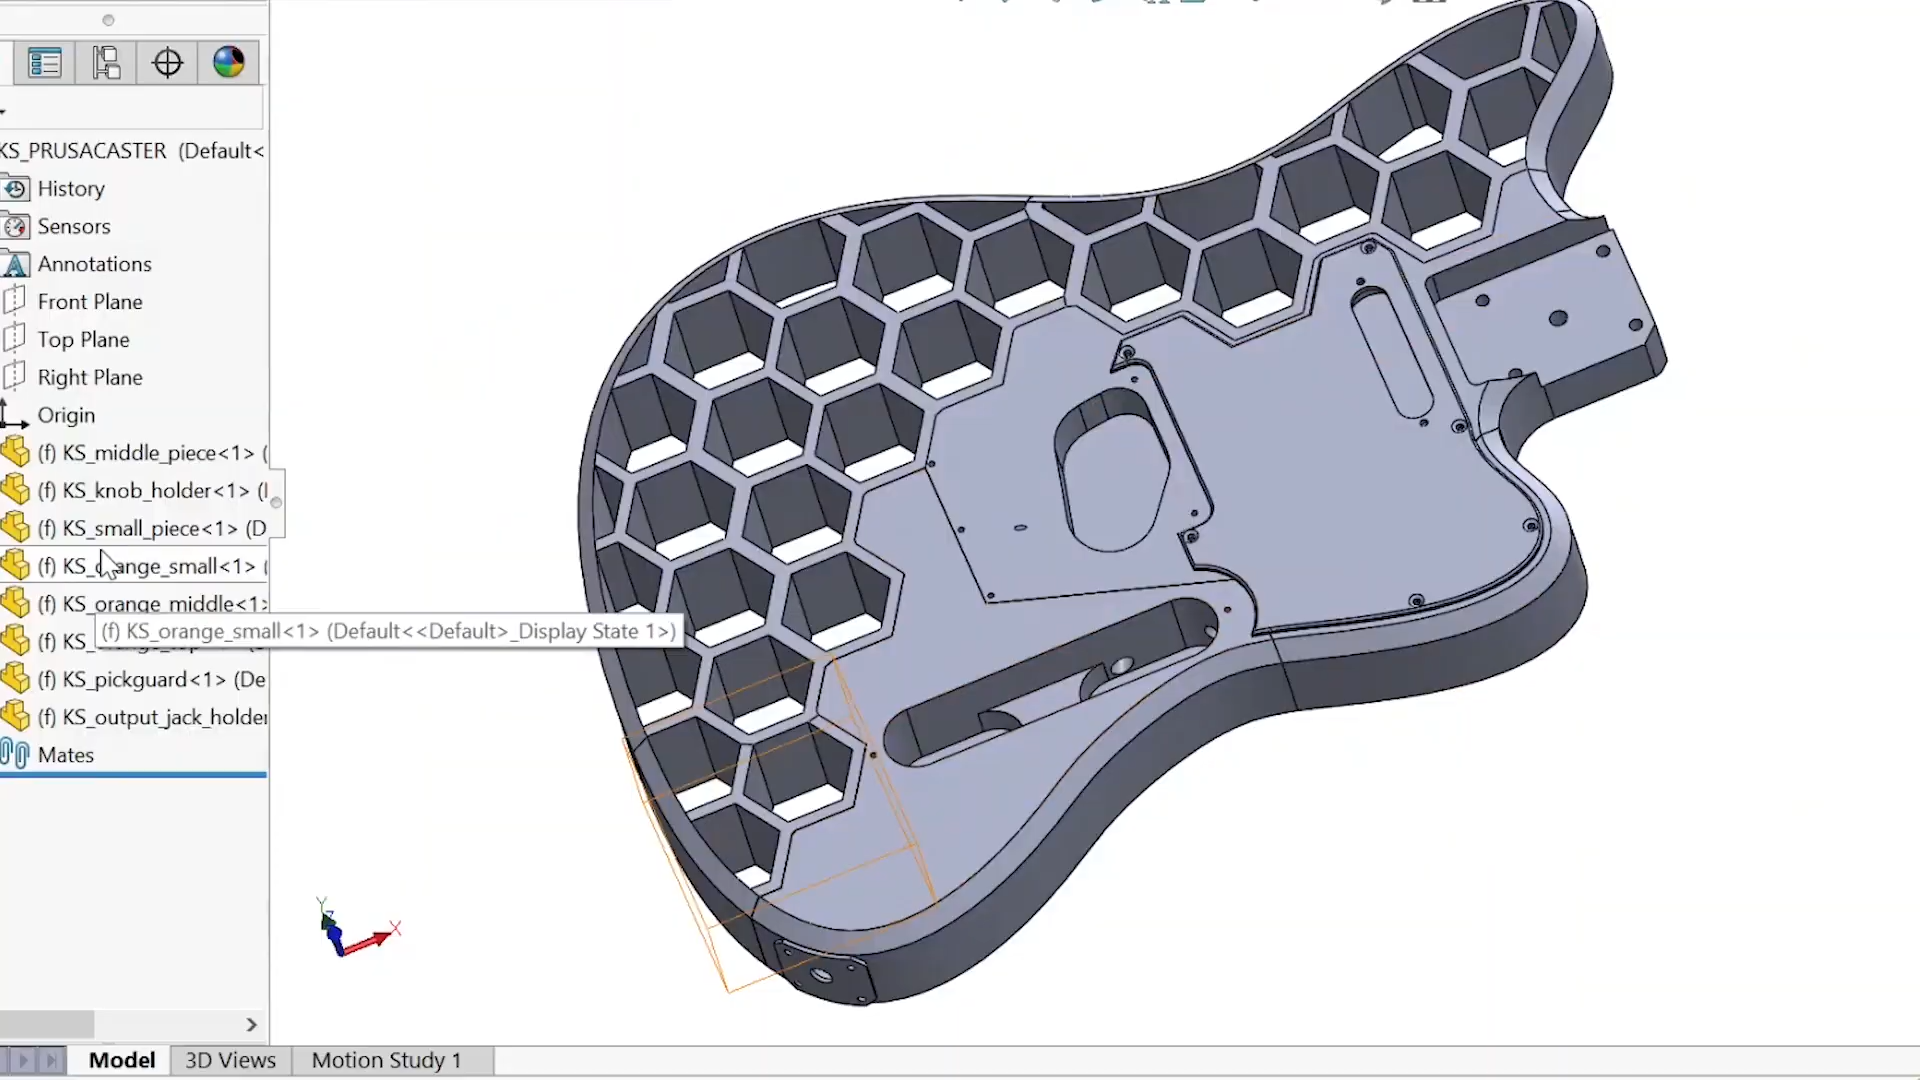 KS_PRUSACASTER (Default<
History
Sensors
A Annotations
Front Plane
Top Plane
Right Plane
Origin
(f) KS_middle_piece<1> (
(f) KS_knob_holder<1> (
(f) KS_small_piece<1> (D
(f) KS_orange_small<1> (
(f) KS_orange_middle<1>
(f) KS_orange_small<1> (Default<<Default>_Display State 1>)
(f) KS_
(f) KS_pickguard<1> (De
(f) KS_output_jack_holder
Mates
Y
Z
X
Model 3D Views Motion Study 1